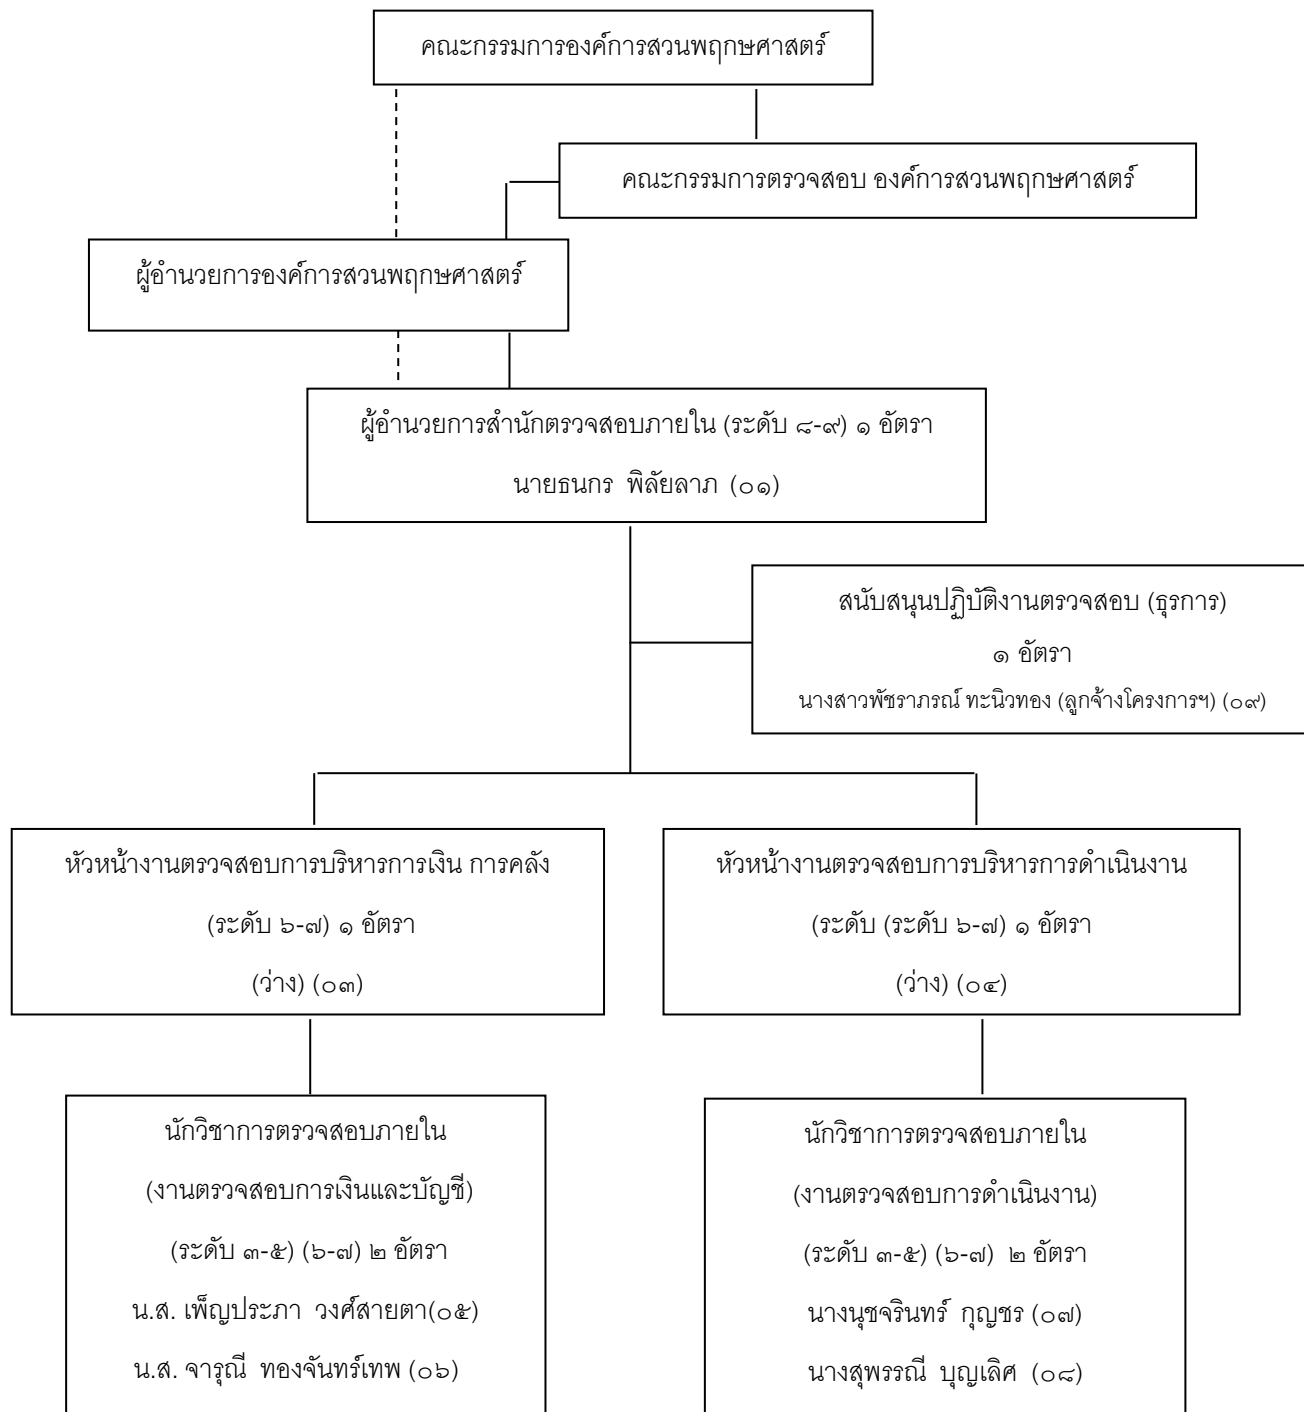 คณะกรรมการองค์การสวนพฤกษศาสตร์
คณะกรรมการตรวจสอบ องค์การสวนพฤกษศาสตร์
ผู้อำนวยการองค์การสวนพฤกษศาสตร์
ผู้อำนวยการสำนักตรวจสอบภายใน (ระดับ ๘-๙) ๑ อัตรา
นายธนกร พิลัยลาภ (๐๑)
สนับสนุนปฏิบัติงานตรวจสอบ (ธุรการ)
๑ อัตรา
นางสาวพัชราภรณ์ ทะนิวทอง (ลูกจ้างโครงการฯ) (๐๙)
หัวหน้างานตรวจสอบการบริหารการเงิน การคลัง
(ระดับ ๖-๗) ๑ อัตรา
(ว่าง) (๐๓)
หัวหน้างานตรวจสอบการบริหารการดำเนินงาน
(ระดับ (ระดับ ๖-๗) ๑ อัตรา
(ว่าง) (๐๔)
นักวิชาการตรวจสอบภายใน
(งานตรวจสอบการเงินและบัญชี)
(ระดับ ๓-๕) (๖-๗) ๒ อัตรา
น.ส. เพ็ญประภา วงศ์สายตา(๐๕)
น.ส. จารุณี ทองจันทร์เทพ (๐๖)
นักวิชาการตรวจสอบภายใน
(งานตรวจสอบการดำเนินงาน)
(ระดับ ๓-๕) (๖-๗) ๒ อัตรา
นางนุชจรินทร์ กุญชร (๐๗)
นางสุพรรณี บุญเลิศ (๐๘)